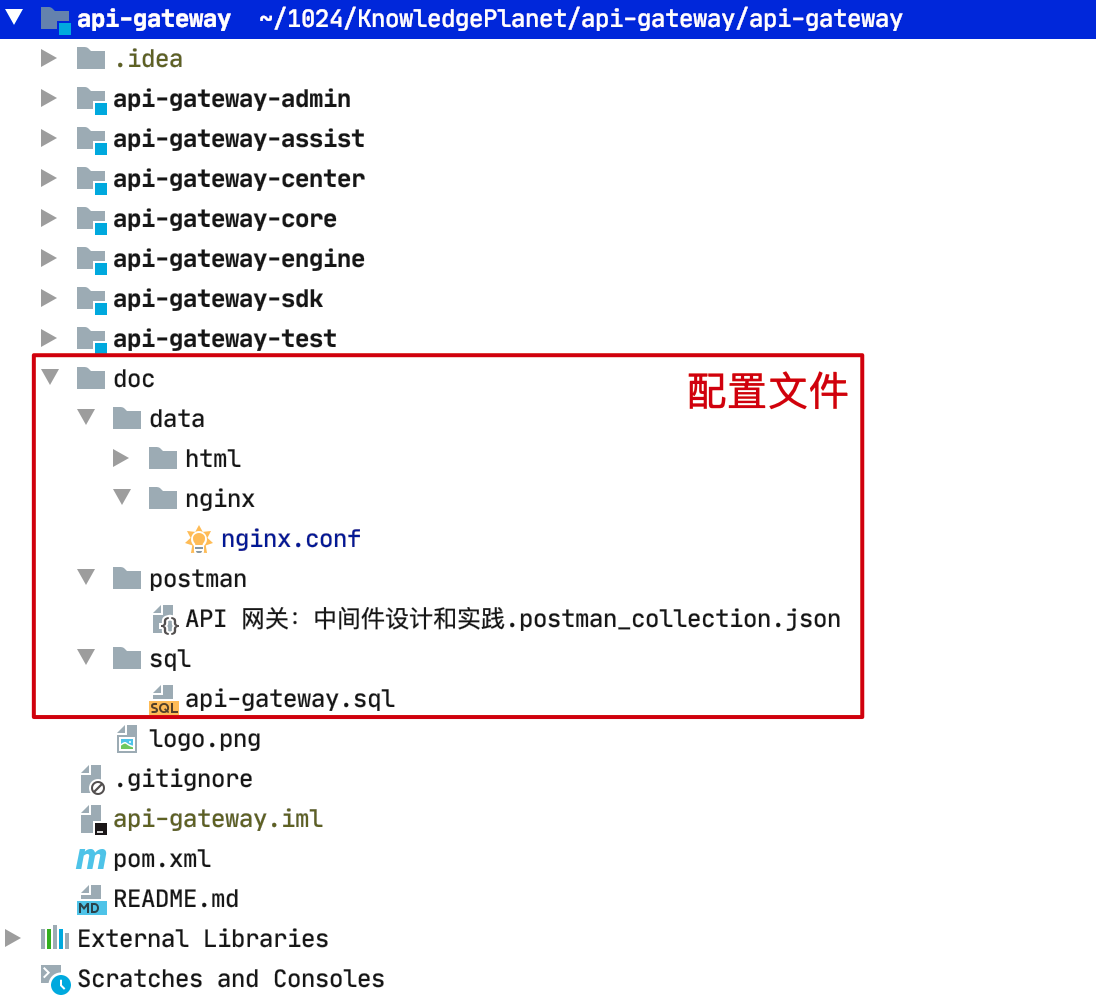 api-gateway ~/1024/KnowledgePlanet/api-gateway/api-gateway
.idea
api-gateway-admin
api-gateway-assist
api-gateway-center
api-gateway-core
api-gateway-engine
api-gateway-sdk
api-gateway-test
doc
配置文件
data
html
nginx
nginx.conf
postman
API 网关：中间件设计和实践.postman_collection.json
sql
SQL api-gateway.sql
logo.png
.gitignore
api-gateway.iml
m pom.xml
MD README.md
External Libraries
Scratches and Consoles